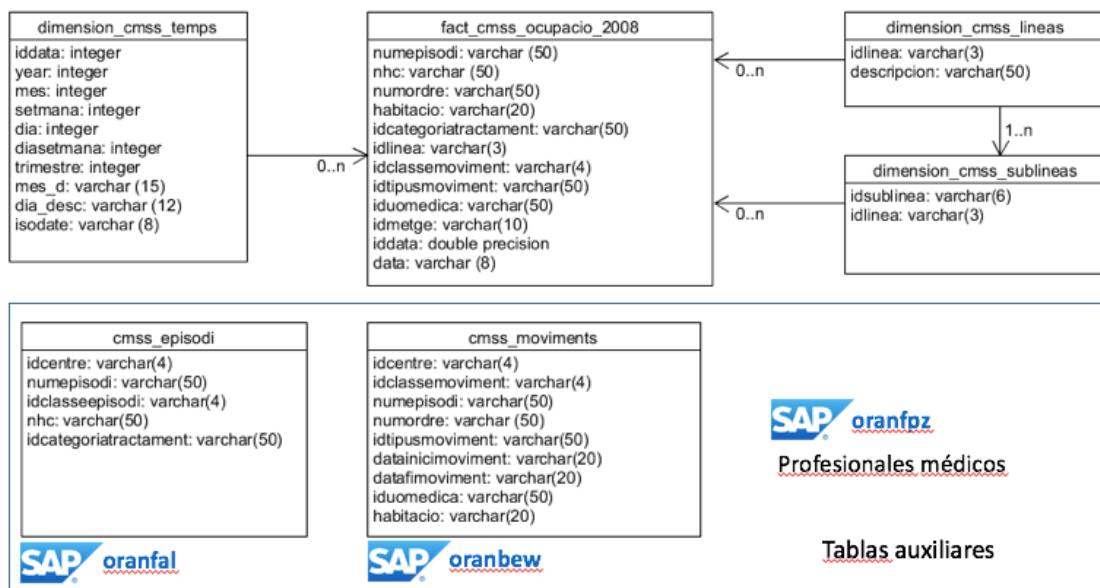 dimension_cmss_temps
iddata: integer
year: integer
mes: integer
setmana: integer
dia: integer
diasetmana: integer
trimestre: integer
mes_d: varchar (15)
dia_desc: varchar (12)
isodate: varchar (8)
0..n
fact_cmss_ocupacio_2008
numepisodi: varchar (50)
nhc: varchar (50)
numordre: varchar(50)
habitacio: varchar(20)
idcategoriatractament: varchar(50)
idlinea: varchar(3)
idclassemoviment: varchar(4)
idtipusmoviment: varchar(50)
iduomedica: varchar(50)
idmetge: varchar(10)
iddata: double precision
data: varchar (8)
dimension_cmss_lineas
idlinea: varchar(3)
descripcion: varchar(50)
0..n
1..n
dimension_cmss_sublineas
idsublinea: varchar(6)
idlinea: varchar(3)
0..n
cmss_episodi
idcentre: varchar(4)
numepisodi: varchar(50)
idclasseepisodi: varchar(4)
nhc: varchar(50)
idcategoriatractament: varchar(50)
SAP oranfal
cmss_moviments
idcentre: varchar(4)
idclassemoviment: varchar(4)
numepisodi: varchar(50)
numordre: varchar (50)
idtipusmoviment: varchar(50)
datainicimoviment: varchar(20)
datafimoviment: varchar(20)
iduomedica: varchar(50)
habitacio: varchar(20)
SAP oranbew
SAP oranfpz
Profesionales médicos
Tablas auxiliares